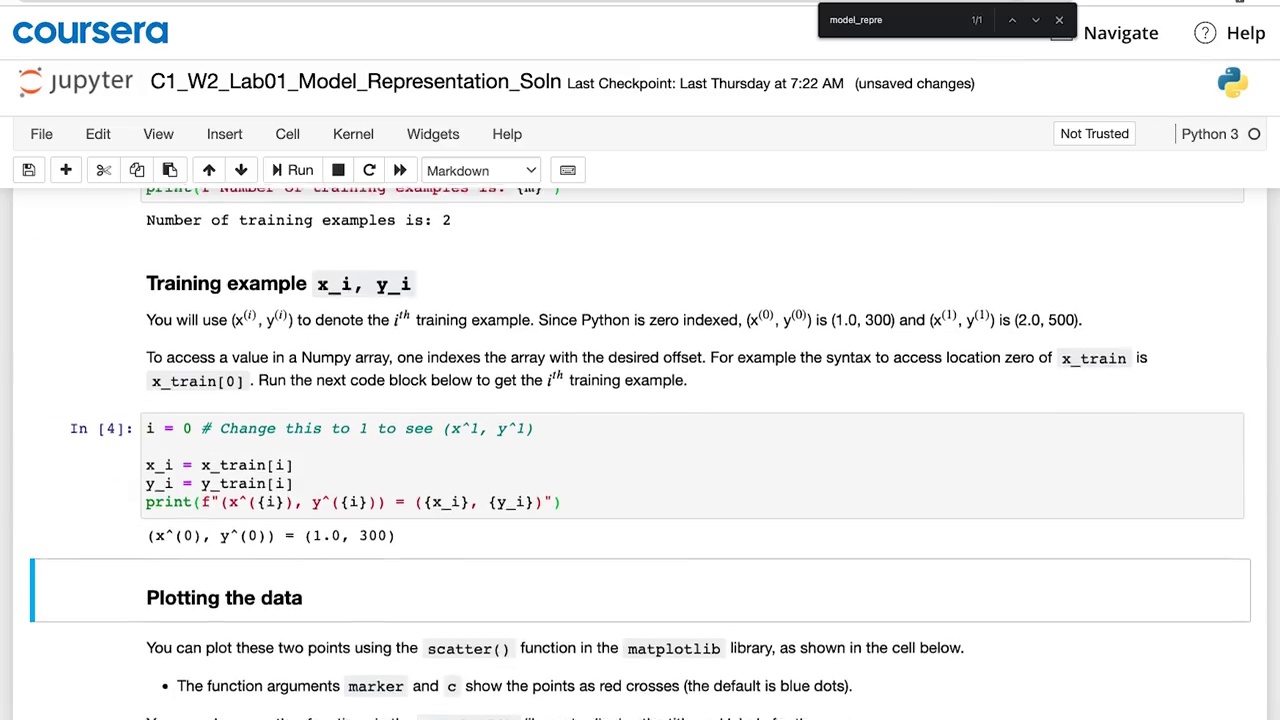 model_repre 1/1
coursera
Navigate
Help
jupyter C1_W2_Lab01_Model_Representation_Soln Last Checkpoint: Last Thursday at 7:22 AM (unsaved changes)
File Edit View Insert Cell Kernel Widgets Help Not Trusted Python 3
Run Markdown
print(f"Number of training examples is: {m}")
Number of training examples is: 2
Training example x_i, y_i
You will use (x⁽ⁱ⁾, y⁽ⁱ⁾) to denote the iᵗʰ training example. Since Python is zero indexed, (x⁽⁰⁾, y⁽⁰⁾) is (1.0, 300) and (x⁽¹⁾, y⁽¹⁾) is (2.0, 500).
To access a value in a Numpy array, one indexes the array with the desired offset. For example the syntax to access location zero of x_train is
x_train[0] . Run the next code block below to get the iᵗʰ training example.
In [4]: i = 0 # Change this to 1 to see (x^1, y^1)
x_i = x_train[i]
y_i = y_train[i]
print(f"(x^({i}), y^({i})) = ({x_i}, {y_i})")
(x^(0), y^(0)) = (1.0, 300)
Plotting the data
You can plot these two points using the scatter() function in the matplotlib library, as shown in the cell below.
• The function arguments marker and c show the points as red crosses (the default is blue dots).